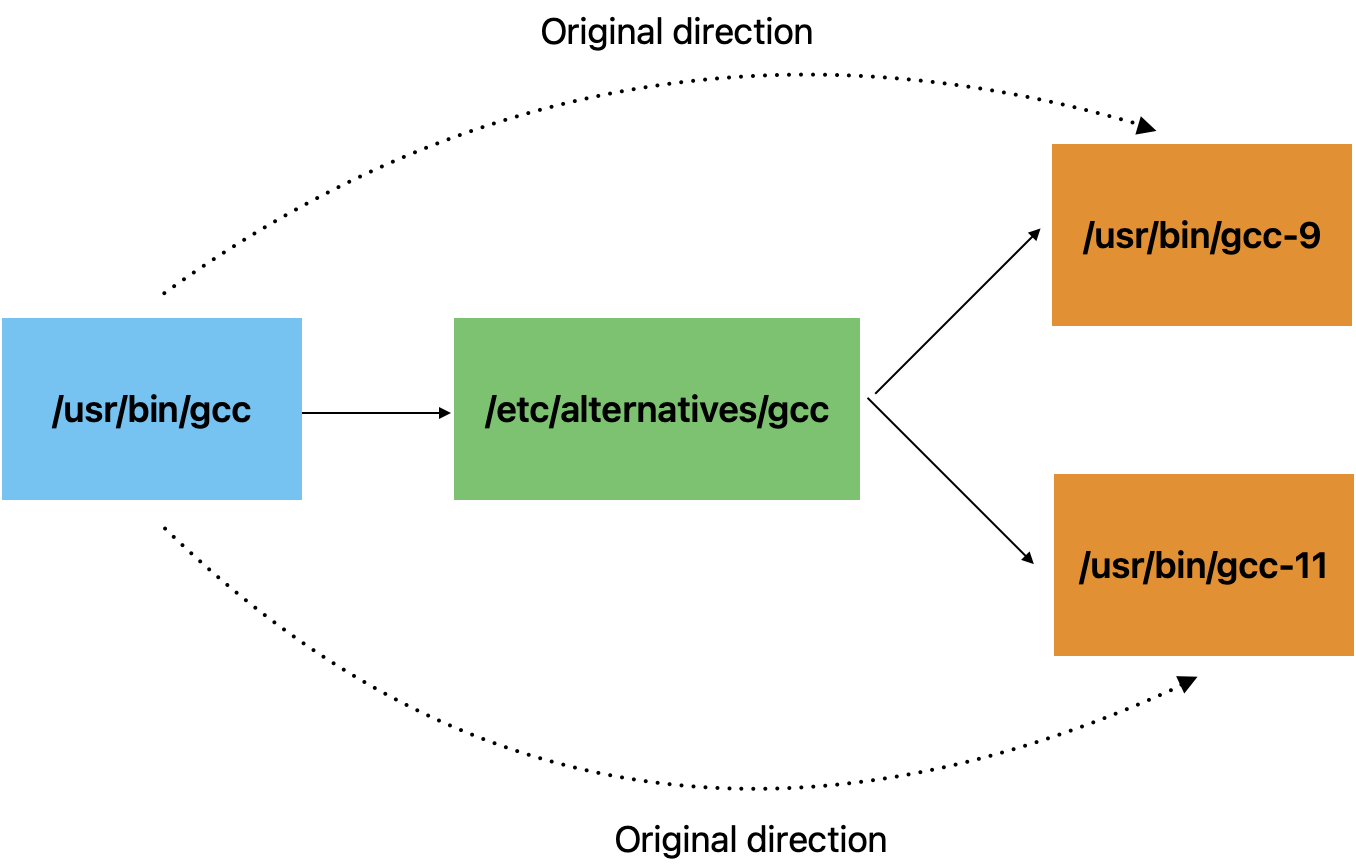 Original direction
/usr/bin/gcc-9
/usr/bin/gcc
/etc/alternatives/gcc
/usr/bin/gcc-11
Original direction